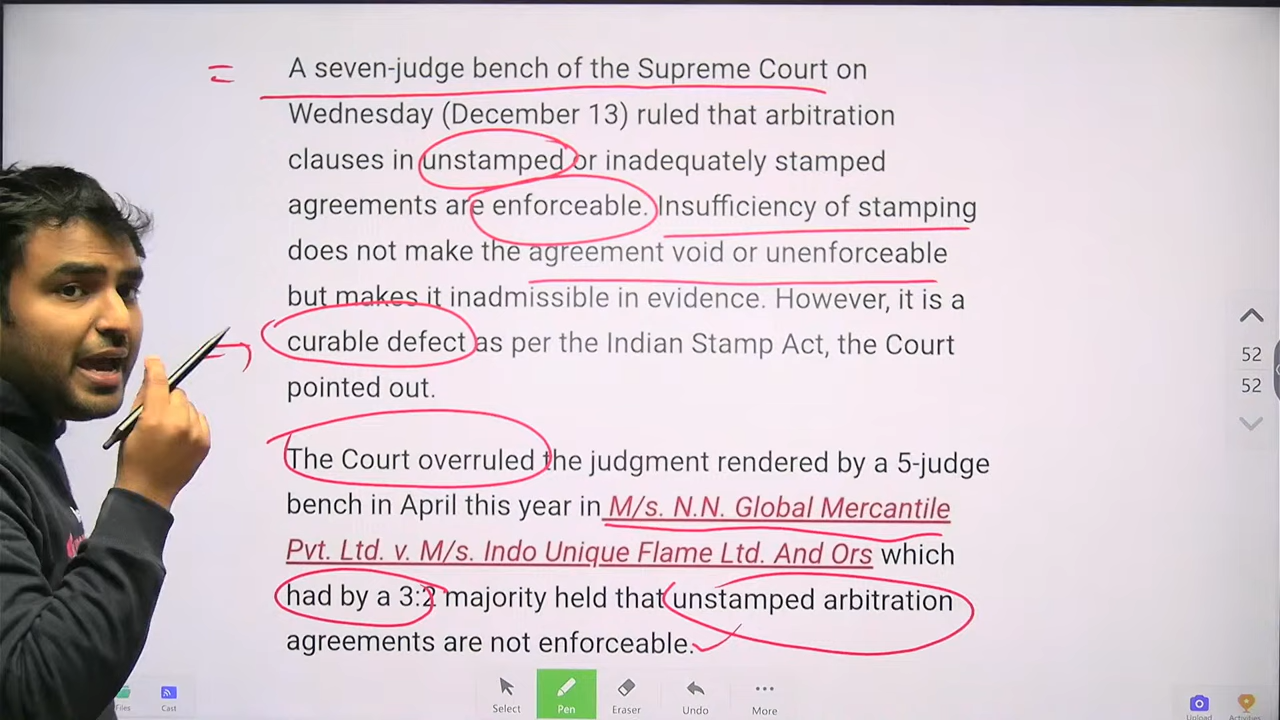 A seven-judge bench of the Supreme Court on
Wednesday (December 13) ruled that arbitration
clauses in unstamped or inadequately stamped
agreements are enforceable. Insufficiency of stamping
does not make the agreement void or unenforceable
but makes it inadmissible in evidence. However, it is a
curable defect as per the Indian Stamp Act, the Court
pointed out.
The Court overruled the judgment rendered by a 5-judge
bench in April this year in M/s. N.N. Global Mercantile
Pvt. Ltd. v. M/s. Indo Unique Flame Ltd. And Ors which
had by a 3:2 majority held that unstamped arbitration
agreements are not enforceable.
52
52
Files
Cast
Select
Pen
Eraser
Undo
More
Upload
Activities